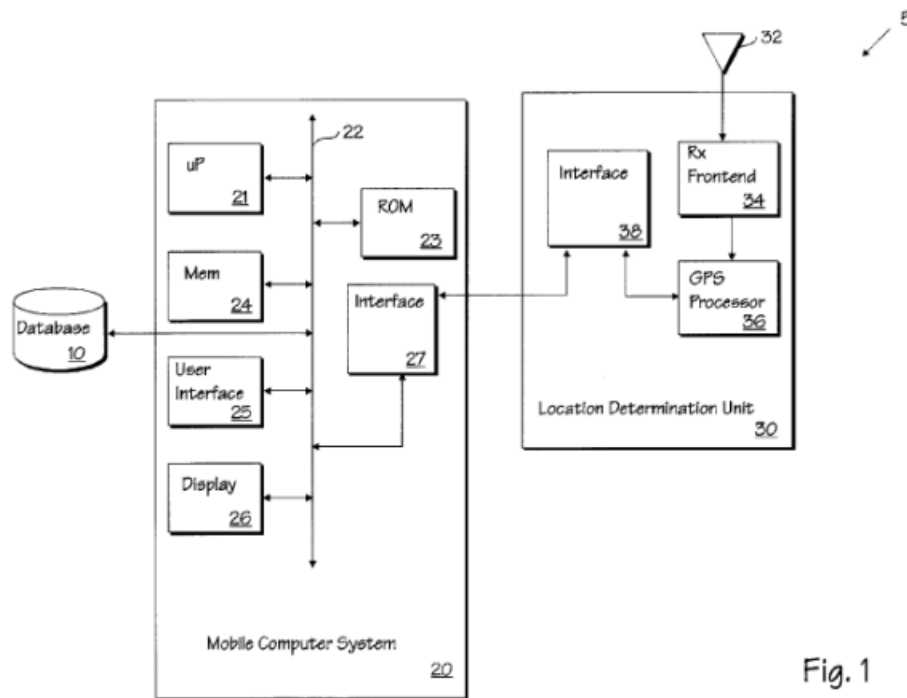 5
32
22
uP
21
ROM
23
Mem
24
Interface
27
Database
10
User
Interface
25
Display
26
Mobile Computer System
20
Interface
38
Rx
Frontend
34
GPS
Processor
36
Location Determination Unit
30
Fig. 1